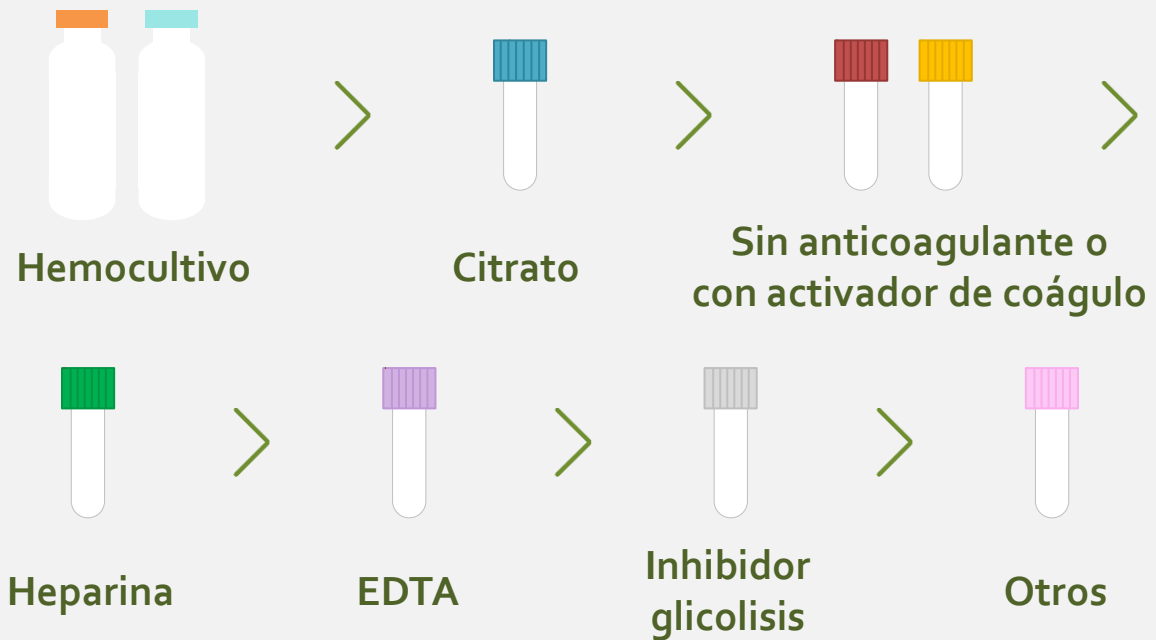 Hemocultivo
Citrato
Sin anticoagulante o
con activador de coágulo
Heparina
EDTA
Inhibidor
glicolisis
Otros